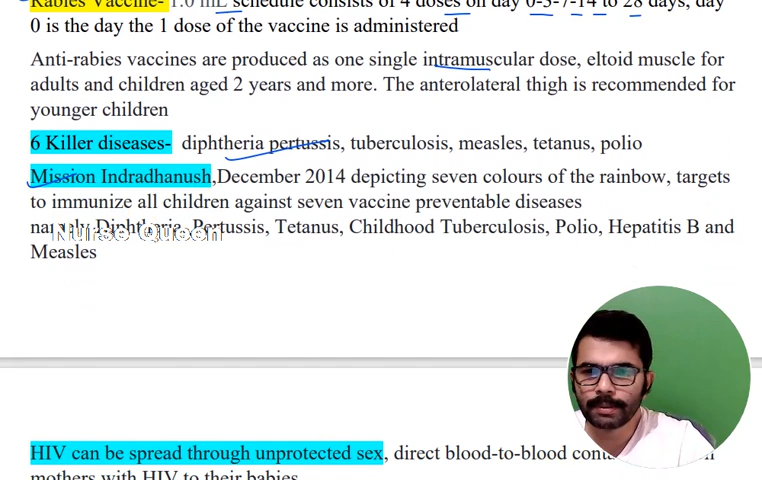 Rabies Vaccine- 1.0 mL schedule consists of 4 doses on day 0-3-7-14 to 28 days, day
0 is the day the 1 dose of the vaccine is administered
Anti-rabies vaccines are produced as one single intramuscular dose, eltoid muscle for
adults and children aged 2 years and more. The anterolateral thigh is recommended for
younger children
6 Killer diseases- diphtheria pertussis, tuberculosis, measles, tetanus, polio
Mission Indradhanush,December 2014 depicting seven colours of the rainbow, targets
to immunize all children against seven vaccine preventable diseases
namely Diphtheria, Pertussis, Tetanus, Childhood Tuberculosis, Polio, Hepatitis B and
Nurse Queen
Measles
HIV can be spread through unprotected sex, direct blood-to-blood
mothers with HIV to their babies